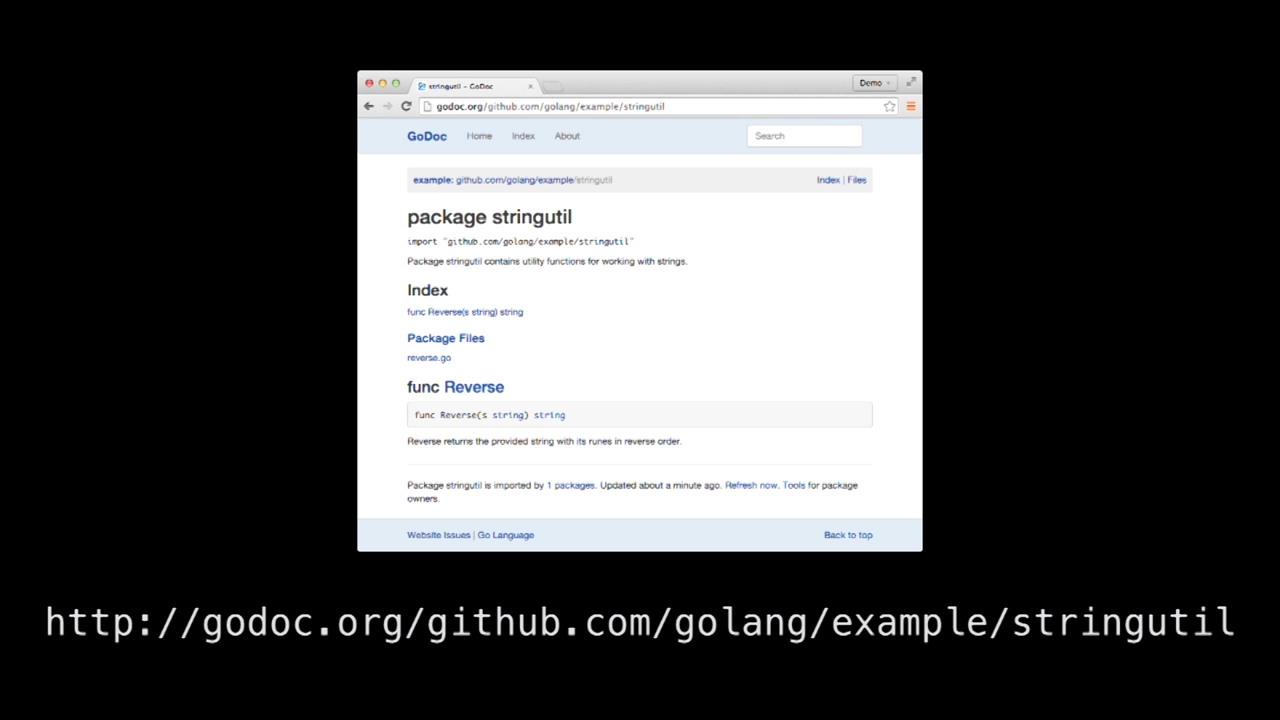 stringutil - GoDoc
Demo
godoc.org/github.com/golang/example/stringutil
GoDoc Home Index About Search
example: github.com/golang/example/stringutil Index | Files
package stringutil
import "github.com/golang/example/stringutil"
Package stringutil contains utility functions for working with strings.
Index
func Reverse(s string) string
Package Files
reverse.go
func Reverse
func Reverse(s string) string
Reverse returns the provided string with its runes in reverse order.
Package stringutil is imported by 1 packages. Updated about a minute ago. Refresh now. Tools for package
owners.
Website Issues | Go Language Back to top
http://godoc.org/github.com/golang/example/stringutil